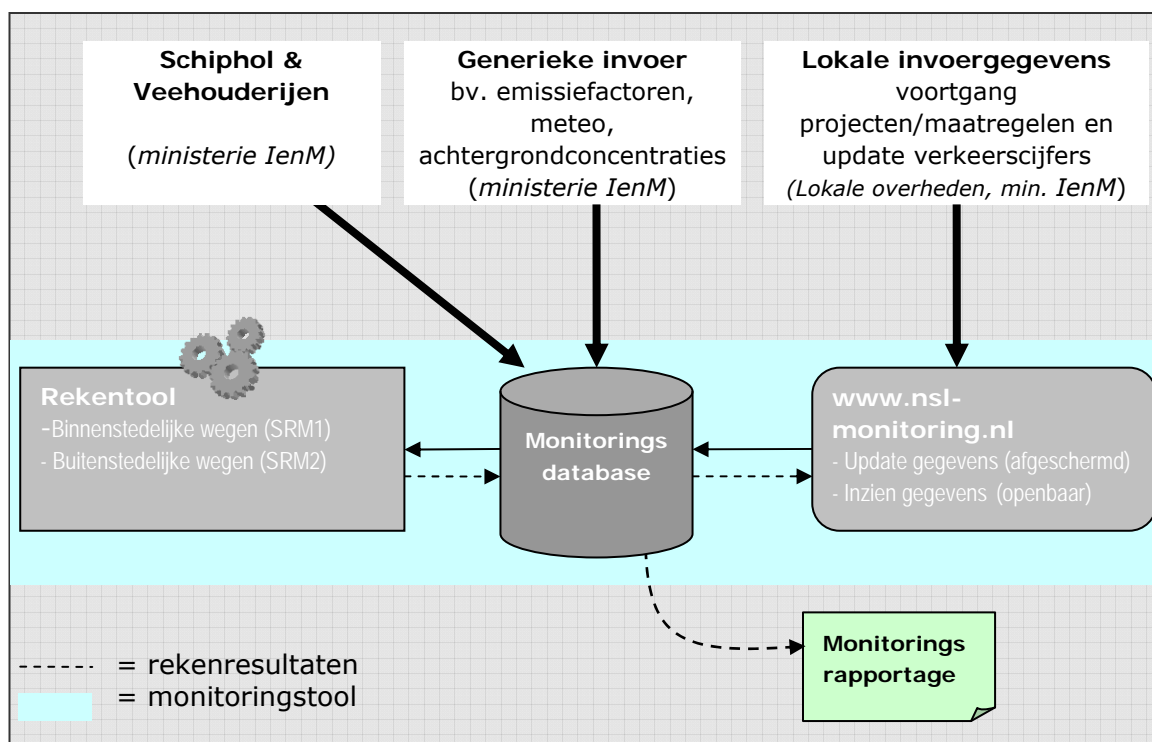 Schiphol &
Veehouderijen
(ministerie IenM)
Generieke invoer
bv. emissiefactoren,
meteo,
achtergrondconcentraties
(ministerie IenM)
Lokale invoergegevens
voortgang
projecten/maatregelen en
update verkeerscijfers
(Lokale overheden, min. IenM)
Rekentool
-Binnenstedelijke wegen (SRM1)
- Buitenstedelijke wegen (SRM2)
Monitorings
database
www.nsl-
monitoring.nl
- Update gegevens (afgeschermd)
- Inzien gegevens (openbaar)
Monitorings
rapportage
= rekenresultaten
= monitoringstool